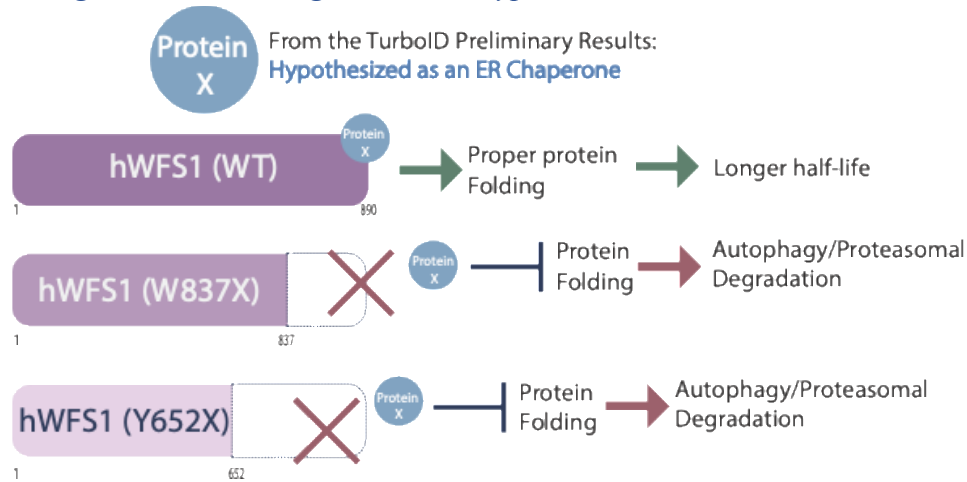 Protein
X
From the TurboID Preliminary Results:
Hypothesized as an ER Chaperone
hWFS1 (WT)
Protein
X
Proper protein
Folding
Longer half-life
1
890
hWFS1 (W837X)
Protein
X
Protein
Folding
Autophagy/Proteasomal
Degradation
1
837
hWFS1 (Y652X)
Protein
X
Protein
Folding
Autophagy/Proteasomal
Degradation
1
652